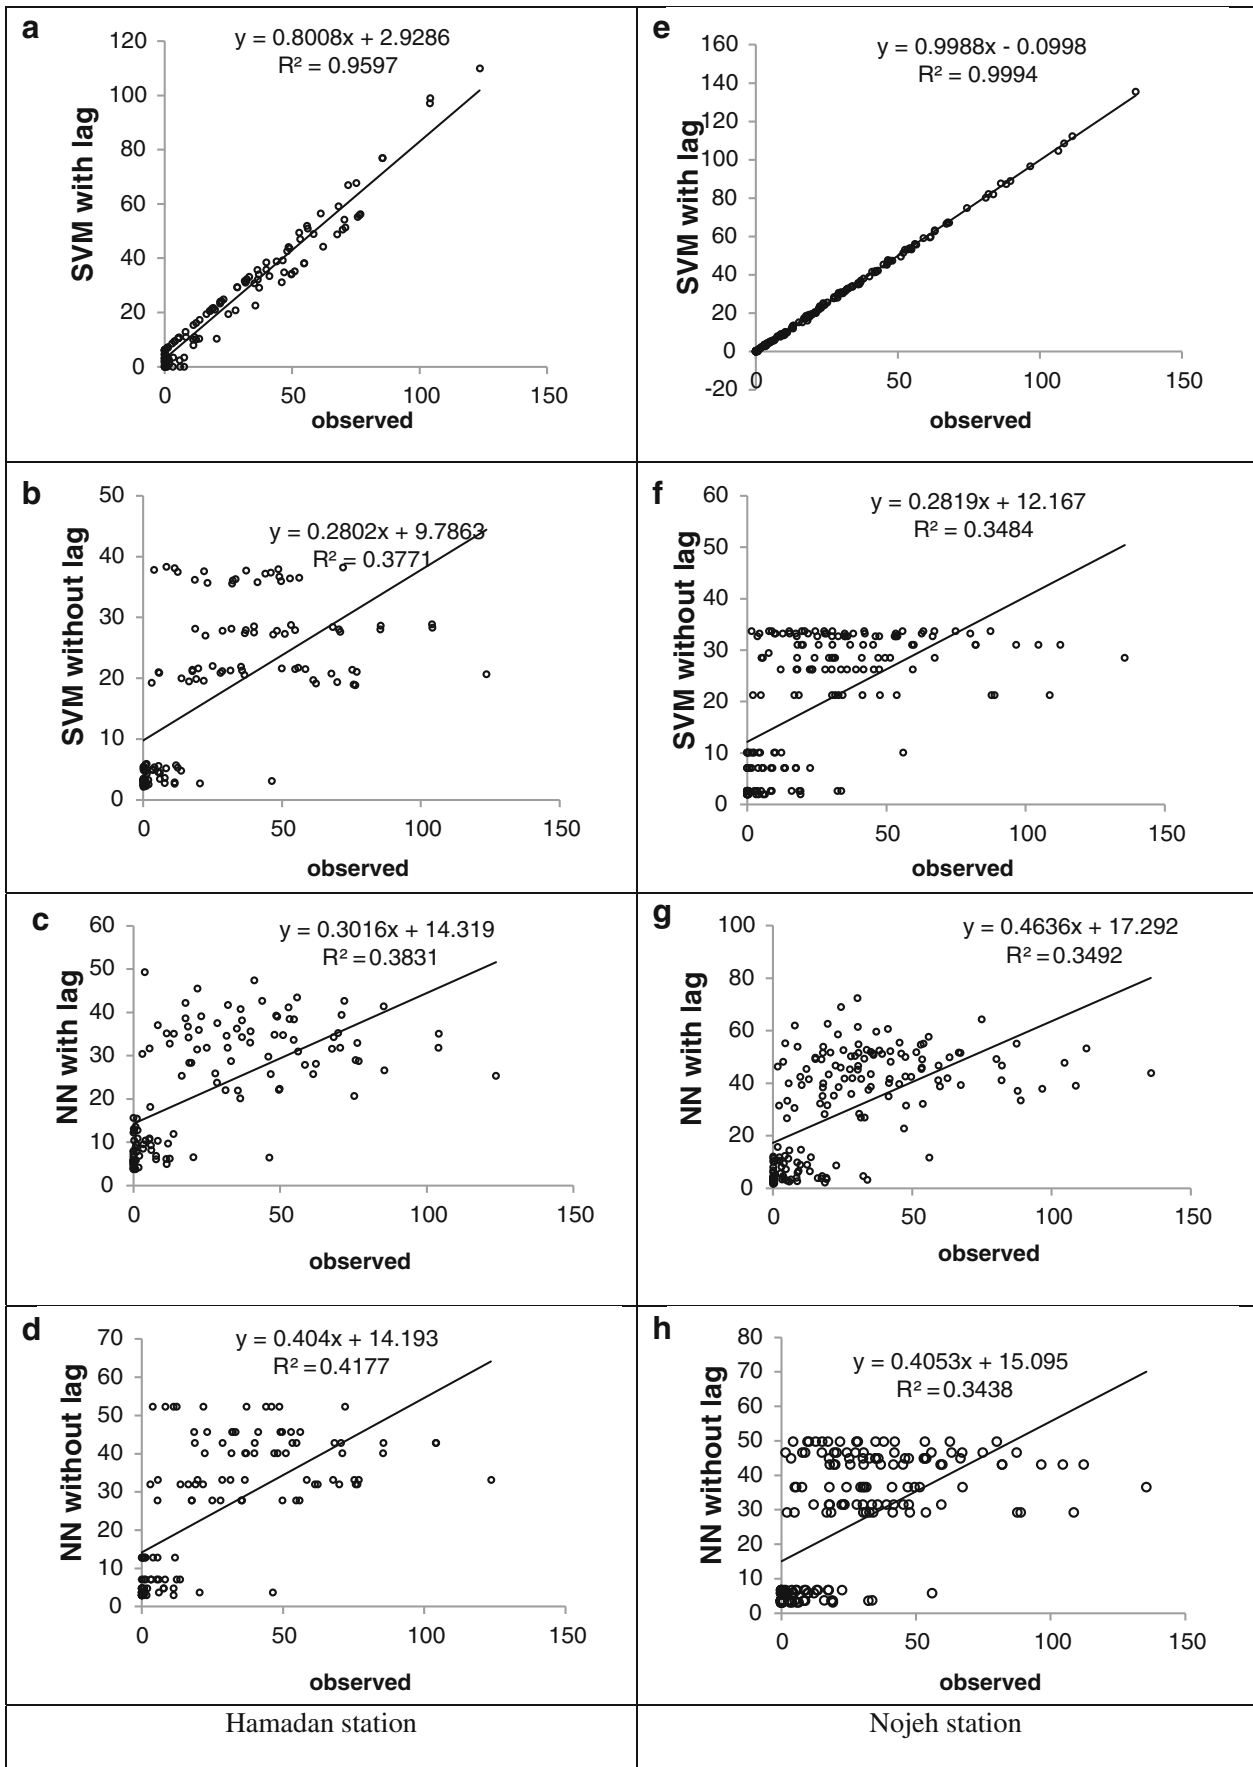 a
y = 0.8008x + 2.9286
R² = 0.9597
120
100
80
60
40
20
0
0 50 100 150
SVM with lag
observed
e
y = 0.9988x - 0.0998
R² = 0.9994
160
140
120
100
80
60
40
20
0
-20
0 50 100 150
SVM with lag
observed
b
y = 0.2802x + 9.7863
R² = 0.3771
50
40
30
20
10
0
0 50 100 150
SVM without lag
observed
f
y = 0.2819x + 12.167
R² = 0.3484
60
50
40
30
20
10
0
0 50 100 150
SVM without lag
observed
c
y = 0.3016x + 14.319
R² = 0.3831
60
50
40
30
20
10
0
0 50 100 150
NN with lag
observed
g
y = 0.4636x + 17.292
R² = 0.3492
100
80
60
40
20
0
0 50 100 150
NN with lag
observed
d
y = 0.404x + 14.193
R² = 0.4177
70
60
50
40
30
20
10
0
0 50 100 150
NN without lag
observed
h
y = 0.4053x + 15.095
R² = 0.3438
80
70
60
50
40
30
20
10
0
0 50 100 150
NN without lag
observed
Hamadan station
Nojeh station